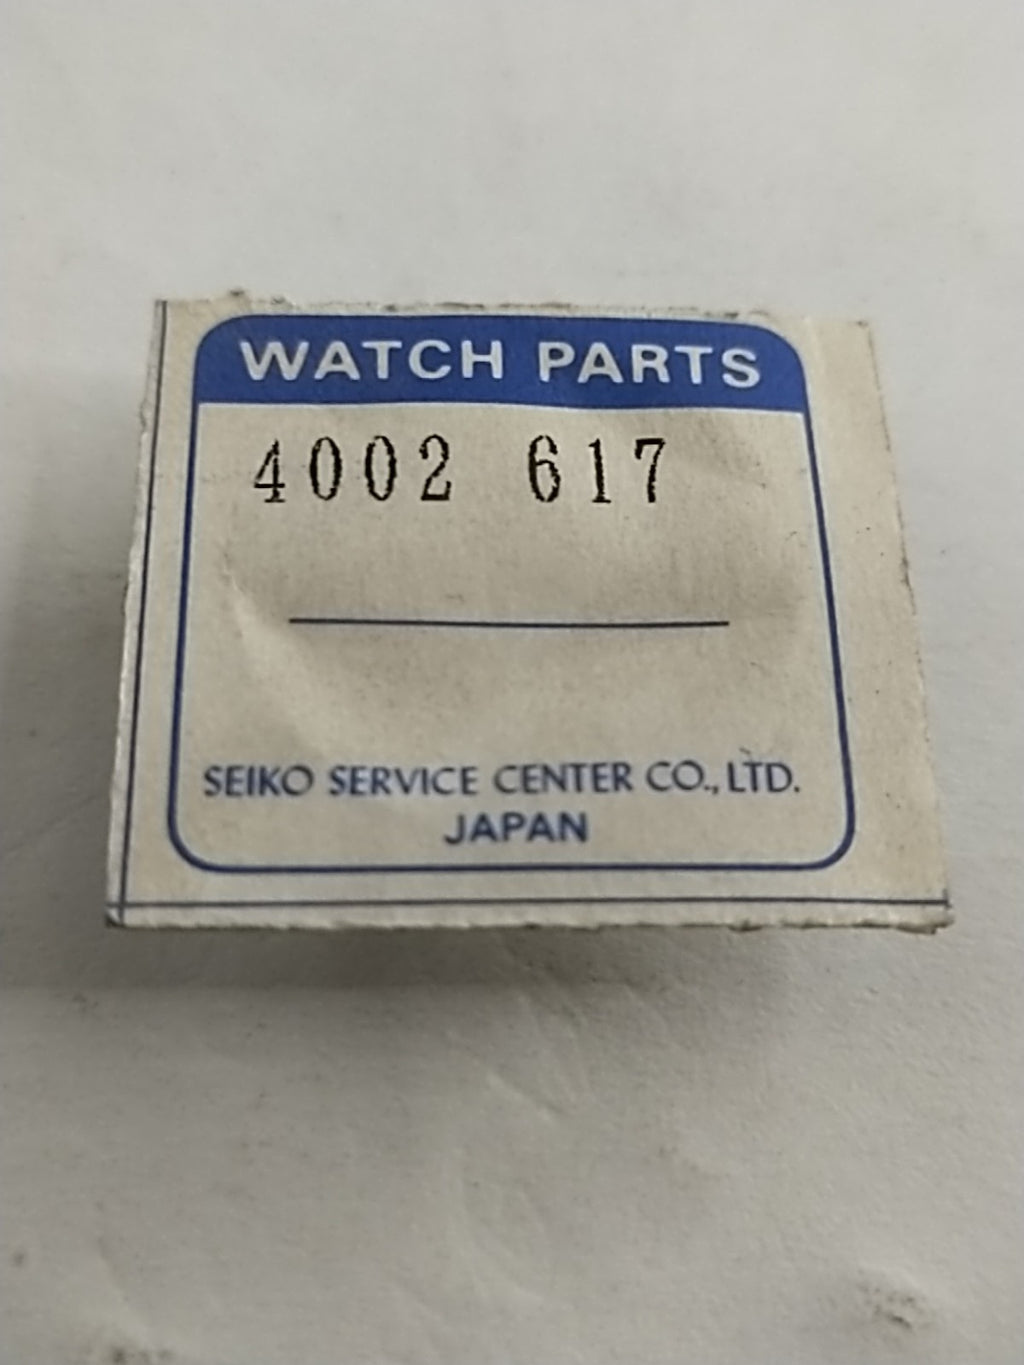 WATCH PARTS
4002 617
SEIKO SERVICE CENTER CO., LTD.
JAPAN